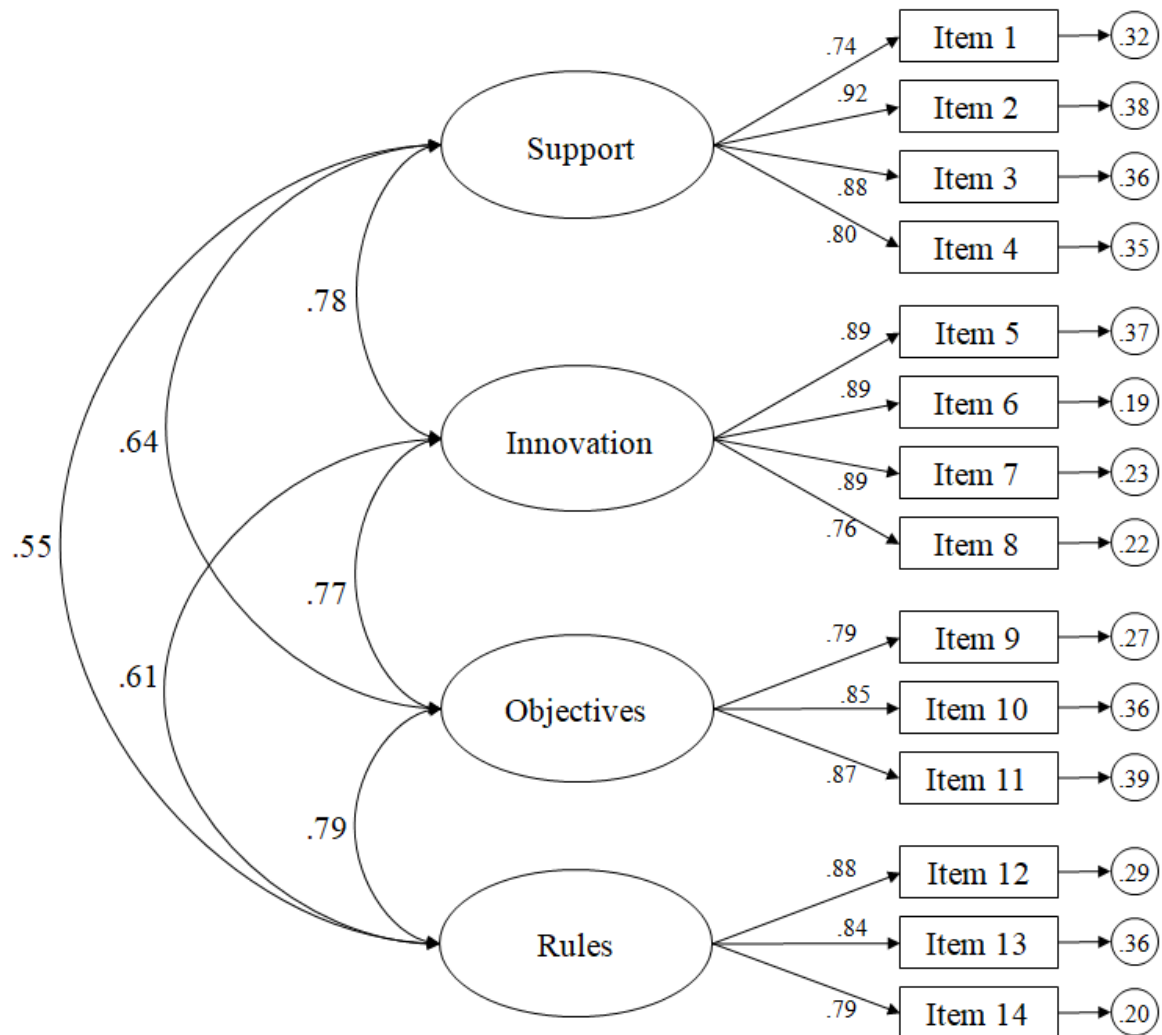 .74 Item 1 .32
.92 Item 2 .38
Support
.88 Item 3 .36
.80 Item 4 .35
.78
.89 Item 5 .37
.89 Item 6 .19
.64
Innovation
.89 Item 7 .23
.76 Item 8 .22
.55
.77
.79 Item 9 .27
.61
Objectives
.85 Item 10 .36
.87 Item 11 .39
.79
.88 Item 12 .29
Rules
.84 Item 13 .36
.79 Item 14 .20